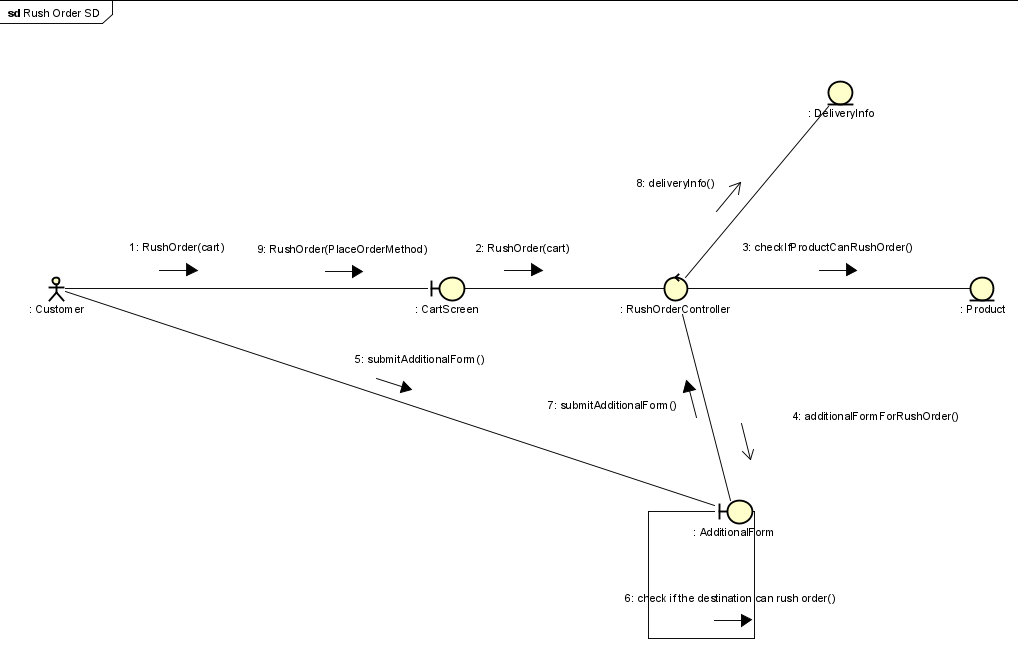 sd Rush Order SD
: DeliveryInfo
8: deliveryInfo()
1: RushOrder(cart)
9: RushOrder(PlaceOrderMethod)
2: RushOrder(cart)
3: checkIfProductCanRushOrder()
: Customer
: CartScreen
: RushOrderController
: Product
5: submitAdditionalForm()
7: submitAdditionalForm()
4: additionalFormForRushOrder()
: AdditionalForm
6: check if the destination can rush order()